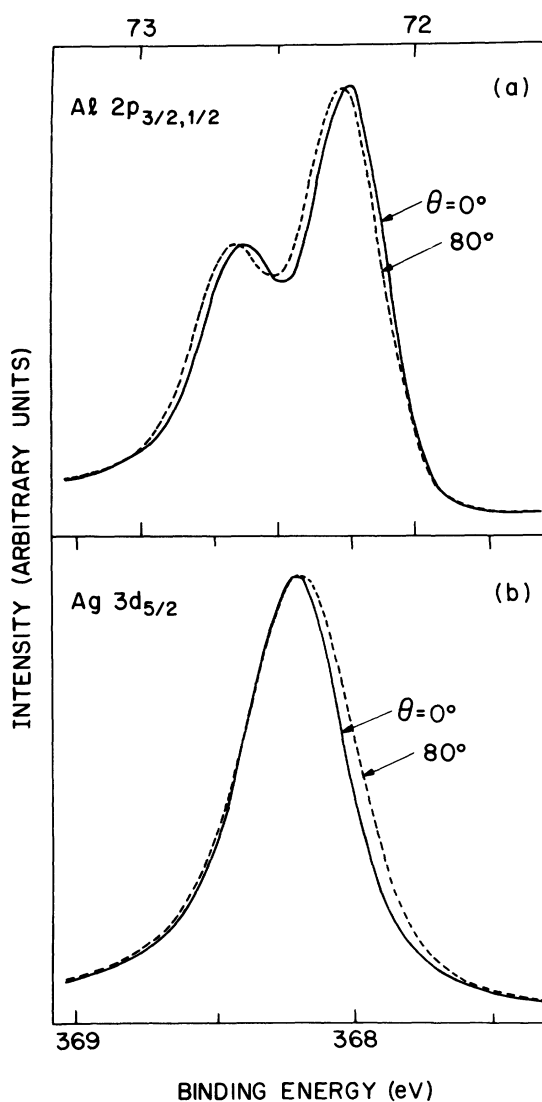 73 72
Aℓ 2p3/2,1/2
(a)
θ=0°
80°
INTENSITY (ARBITRARY UNITS)
Ag 3d5/2
(b)
θ=0°
80°
369 368
BINDING ENERGY (eV)